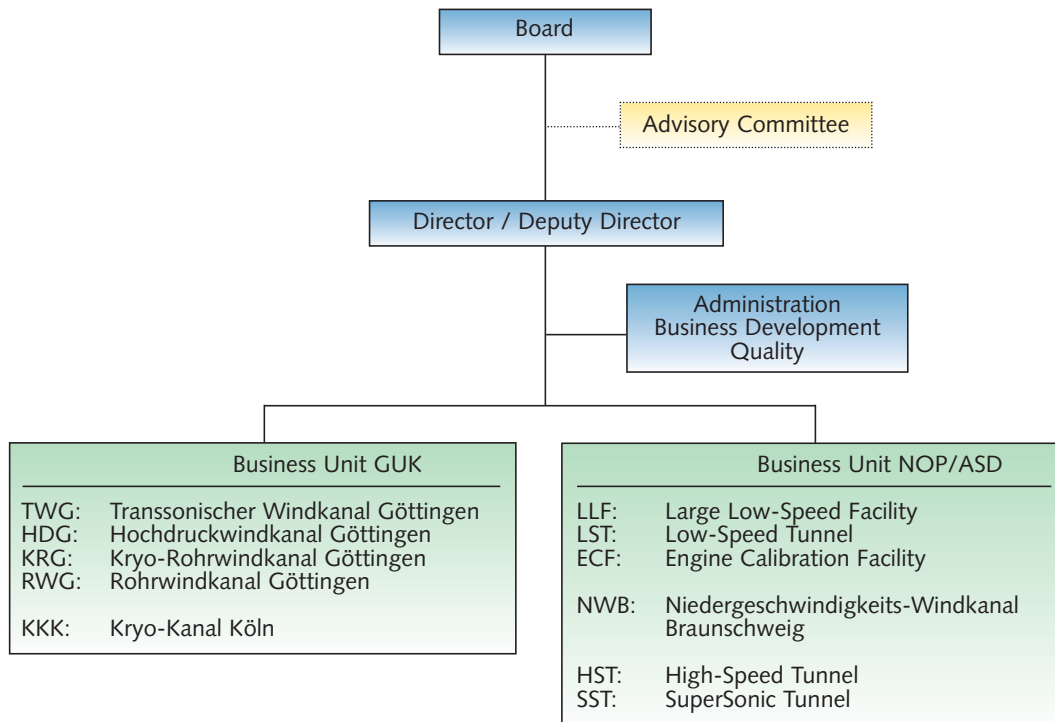 Board
Advisory Committee
Director / Deputy Director
Administration
Business Development
Quality
Business Unit GUK
TWG: Transsonischer Windkanal Göttingen
HDG: Hochdruckwindkanal Göttingen
KRG: Kryo-Rohrwindkanal Göttingen
RWG: Rohrwindkanal Göttingen
KKK: Kryo-Kanal Köln
Business Unit NOP/ASD
LLF: Large Low-Speed Facility
LST: Low-Speed Tunnel
ECF: Engine Calibration Facility
NWB: Niedergeschwindigkeits-Windkanal
Braunschweig
HST: High-Speed Tunnel
SST: SuperSonic Tunnel